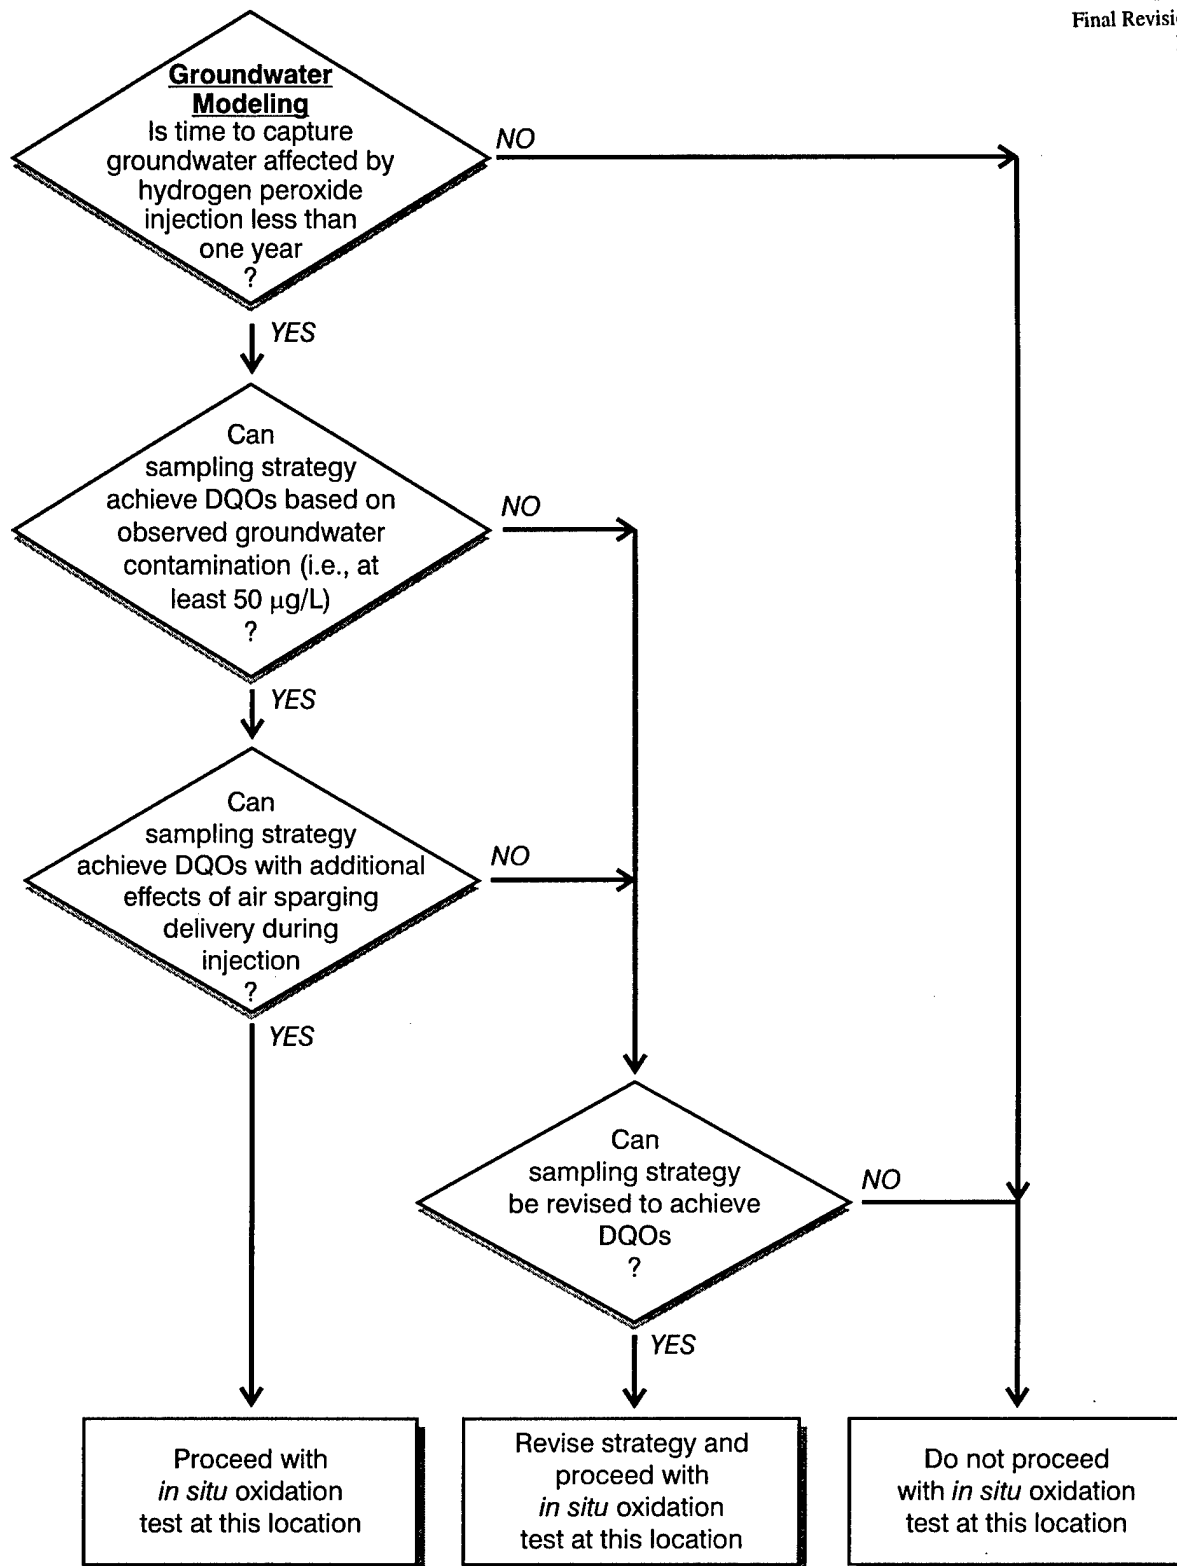 Final
Groundwater
Modeling
Is time to capture
groundwater affected by
hydrogen peroxide
injection less than
one year
?
NO
YES
Can
sampling strategy
achieve DQOs based on
observed groundwater
contamination (i.e., at
least 50 µg/L)
?
NO
YES
Can
sampling strategy
achieve DQOs with additional
effects of air sparging
delivery during
injection
?
NO
YES
Can
sampling strategy
be revised to achieve
DQOs
?
NO
YES
Proceed with
in situ oxidation
test at this location
Revise strategy and
proceed with
in situ oxidation
test at this location
Do not proceed
with in situ oxidation
test at this location